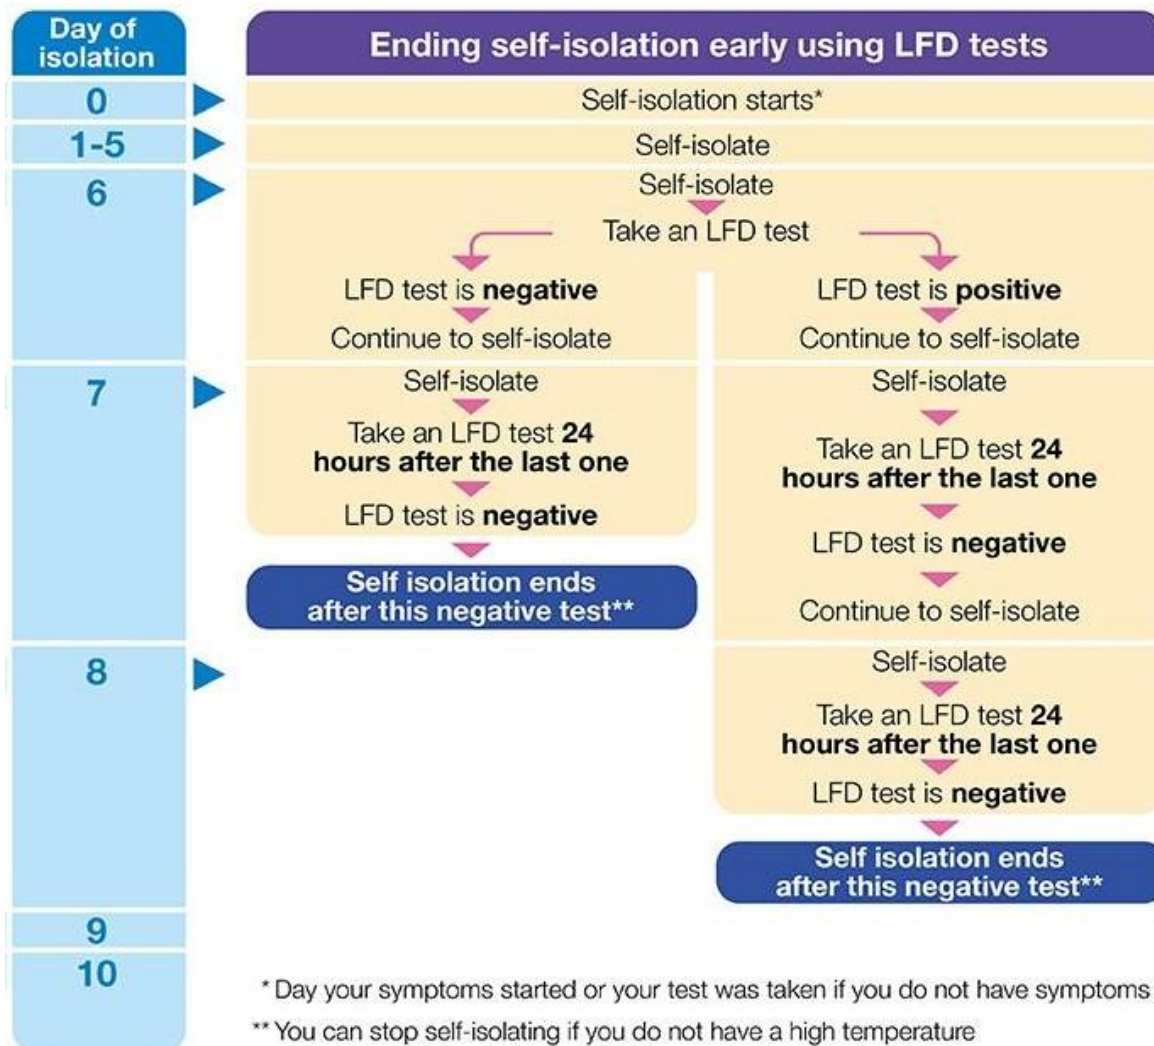 Day of
isolation
Ending self-isolation early using LFD tests
0
Self-isolation starts*
1-5
Self-isolate
6
Self-isolate
Take an LFD test
LFD test is negative
Continue to self-isolate
LFD test is positive
Continue to self-isolate
7
Self-isolate
Take an LFD test 24
hours after the last one
LFD test is negative
Self isolation ends
after this negative test**
Self-isolate
Take an LFD test 24
hours after the last one
LFD test is negative
Continue to self-isolate
8
Self-isolate
Take an LFD test 24
hours after the last one
LFD test is negative
Self isolation ends
after this negative test**
9
10
* Day your symptoms started or your test was taken if you do not have symptoms
** You can stop self-isolating if you do not have a high temperature